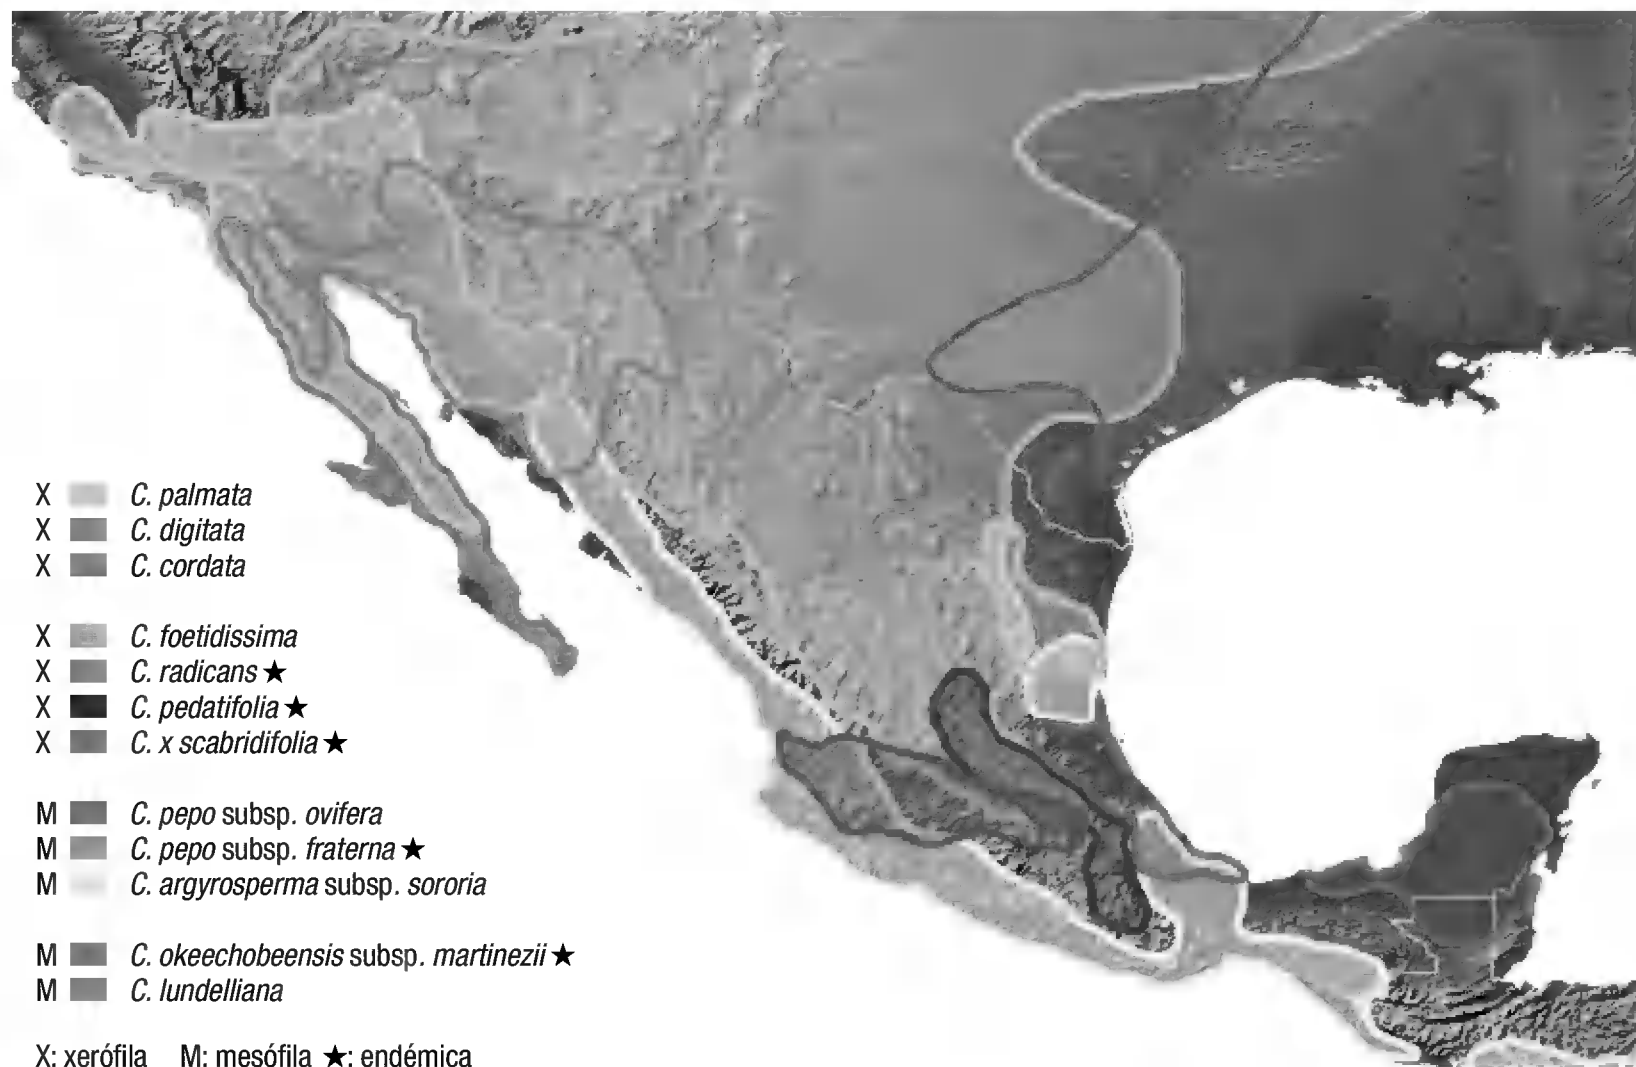 X C. palmata
X C. digitata
X C. cordata
X C. foetidissima
X C. radicans ★
X C. pedatifolia ★
X C. x scabridifolia ★
M C. pepo subsp. ovifera
M C. pepo subsp. fraterna ★
M C. argyrosperma subsp. sororia
M C. okeechobeensis subsp. martinezii ★
M C. lundelliana
X: xerófila M: mesófila ★: endémica